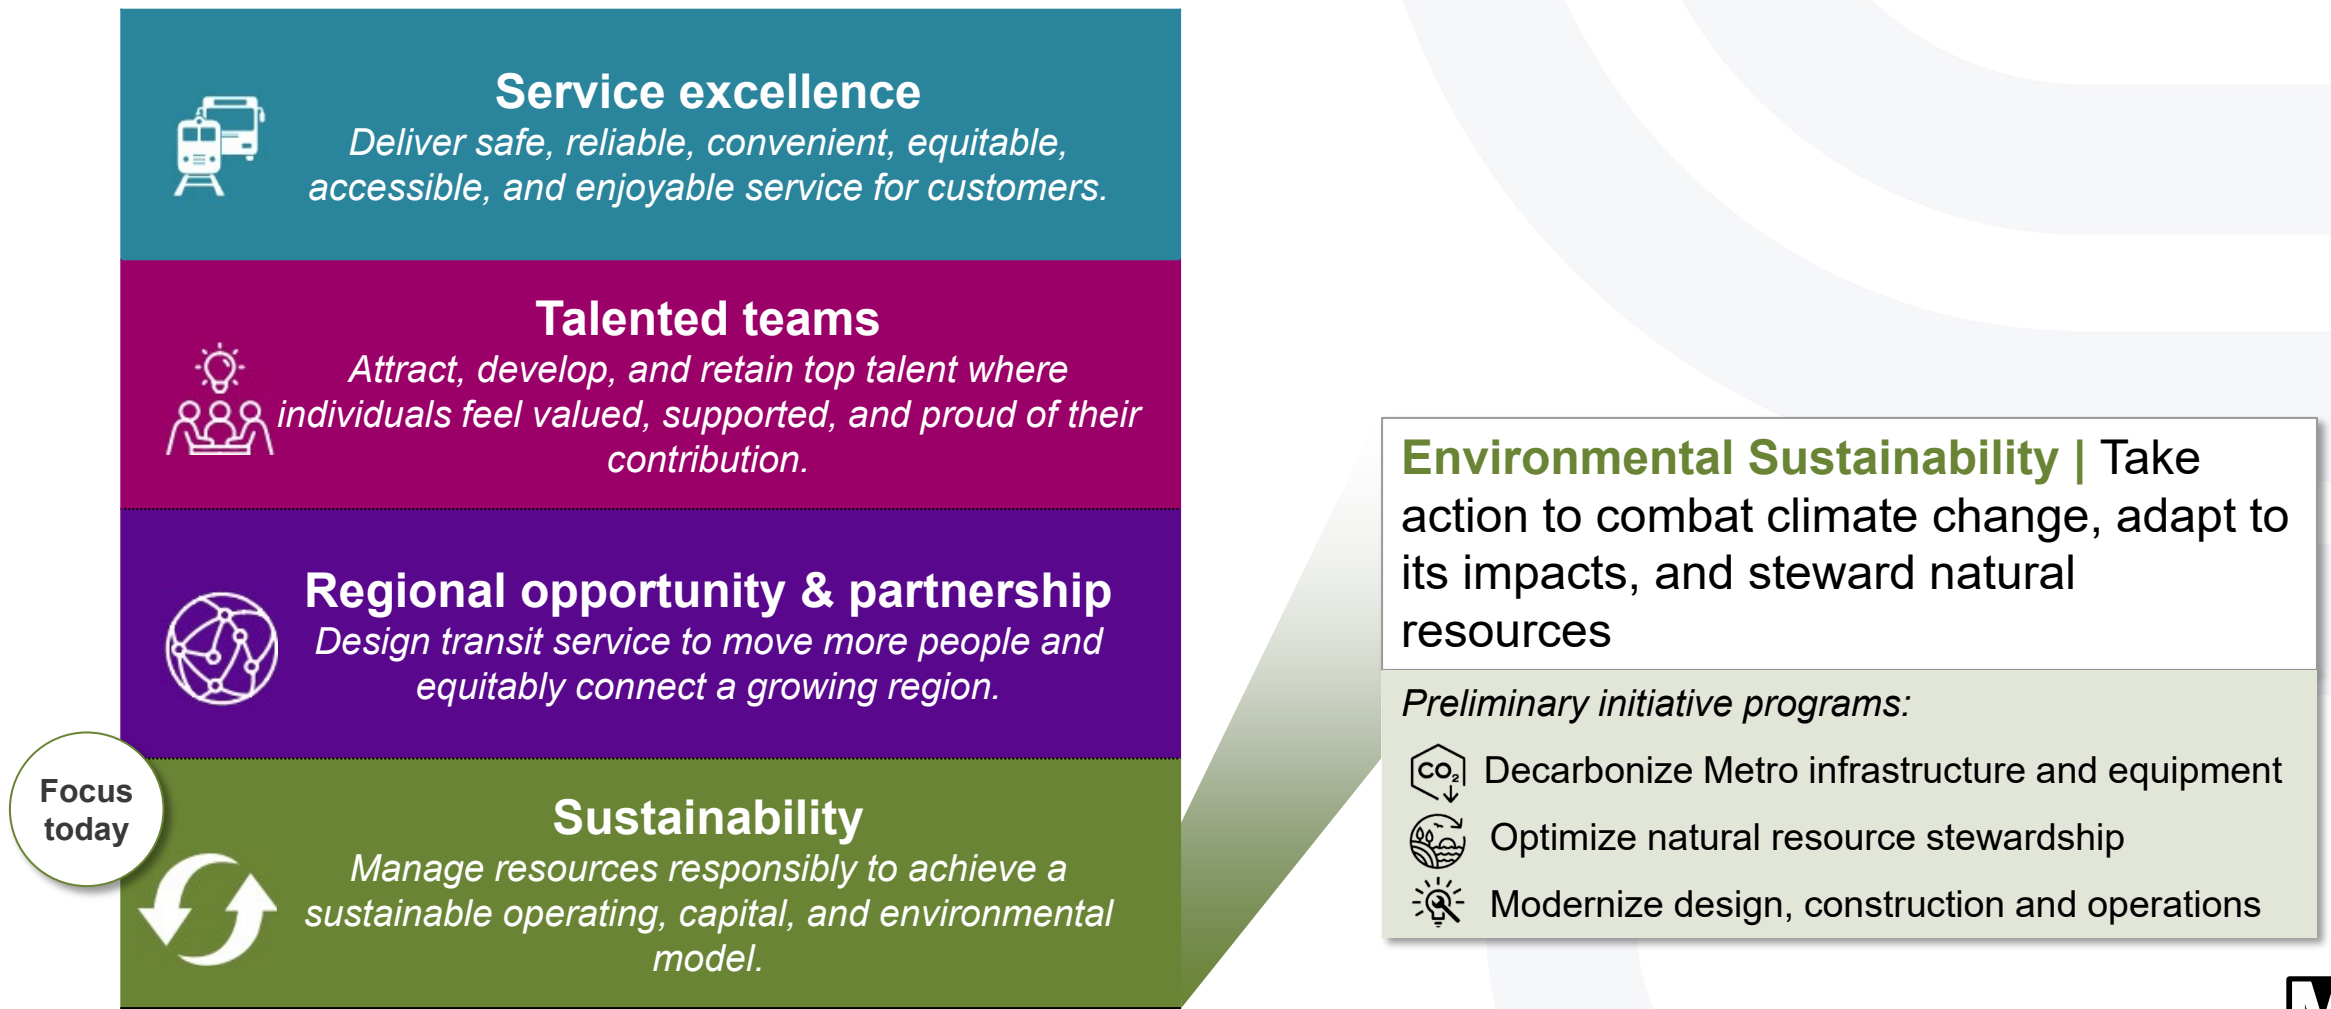 Service excellence
Deliver safe, reliable, convenient, equitable,
accessible, and enjoyable service for customers.
Talented teams
Attract, develop, and retain top talent where
individuals feel valued, supported, and proud of their
contribution.
Regional opportunity & partnership
Design transit service to move more people and
equitably connect a growing region.
Focus
today
Sustainability
Manage resources responsibly to achieve a
sustainable operating, capital, and environmental
model.
Environmental Sustainability | Take
action to combat climate change, adapt to
its impacts, and steward natural
resources
Preliminary initiative programs:
CO₂ Decarbonize Metro infrastructure and equipment
Optimize natural resource stewardship
Modernize design, construction and operations